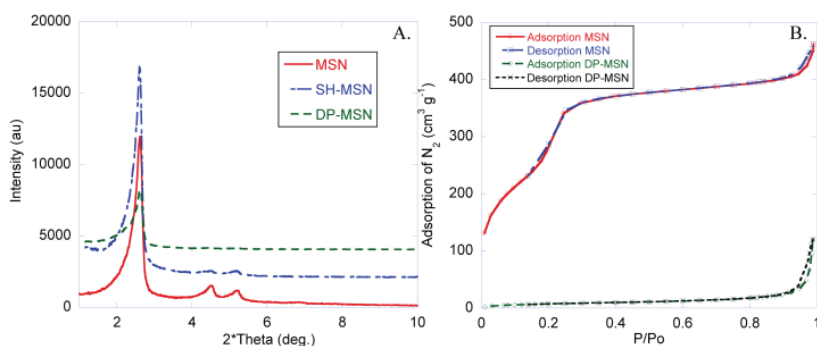 A.
20000
15000
10000
5000
0
Intensity (au)
MSN
SH-MSN
DP-MSN
2 4 6 8 10
2*Theta (deg.)
B.
500
400
300
200
100
0
Adsorption of N2 (cm3 g-1)
Adsorption MSN
Desorption MSN
Adsorption DP-MSN
Desorption DP-MSN
0 0.2 0.4 0.6 0.8 1
P/Po